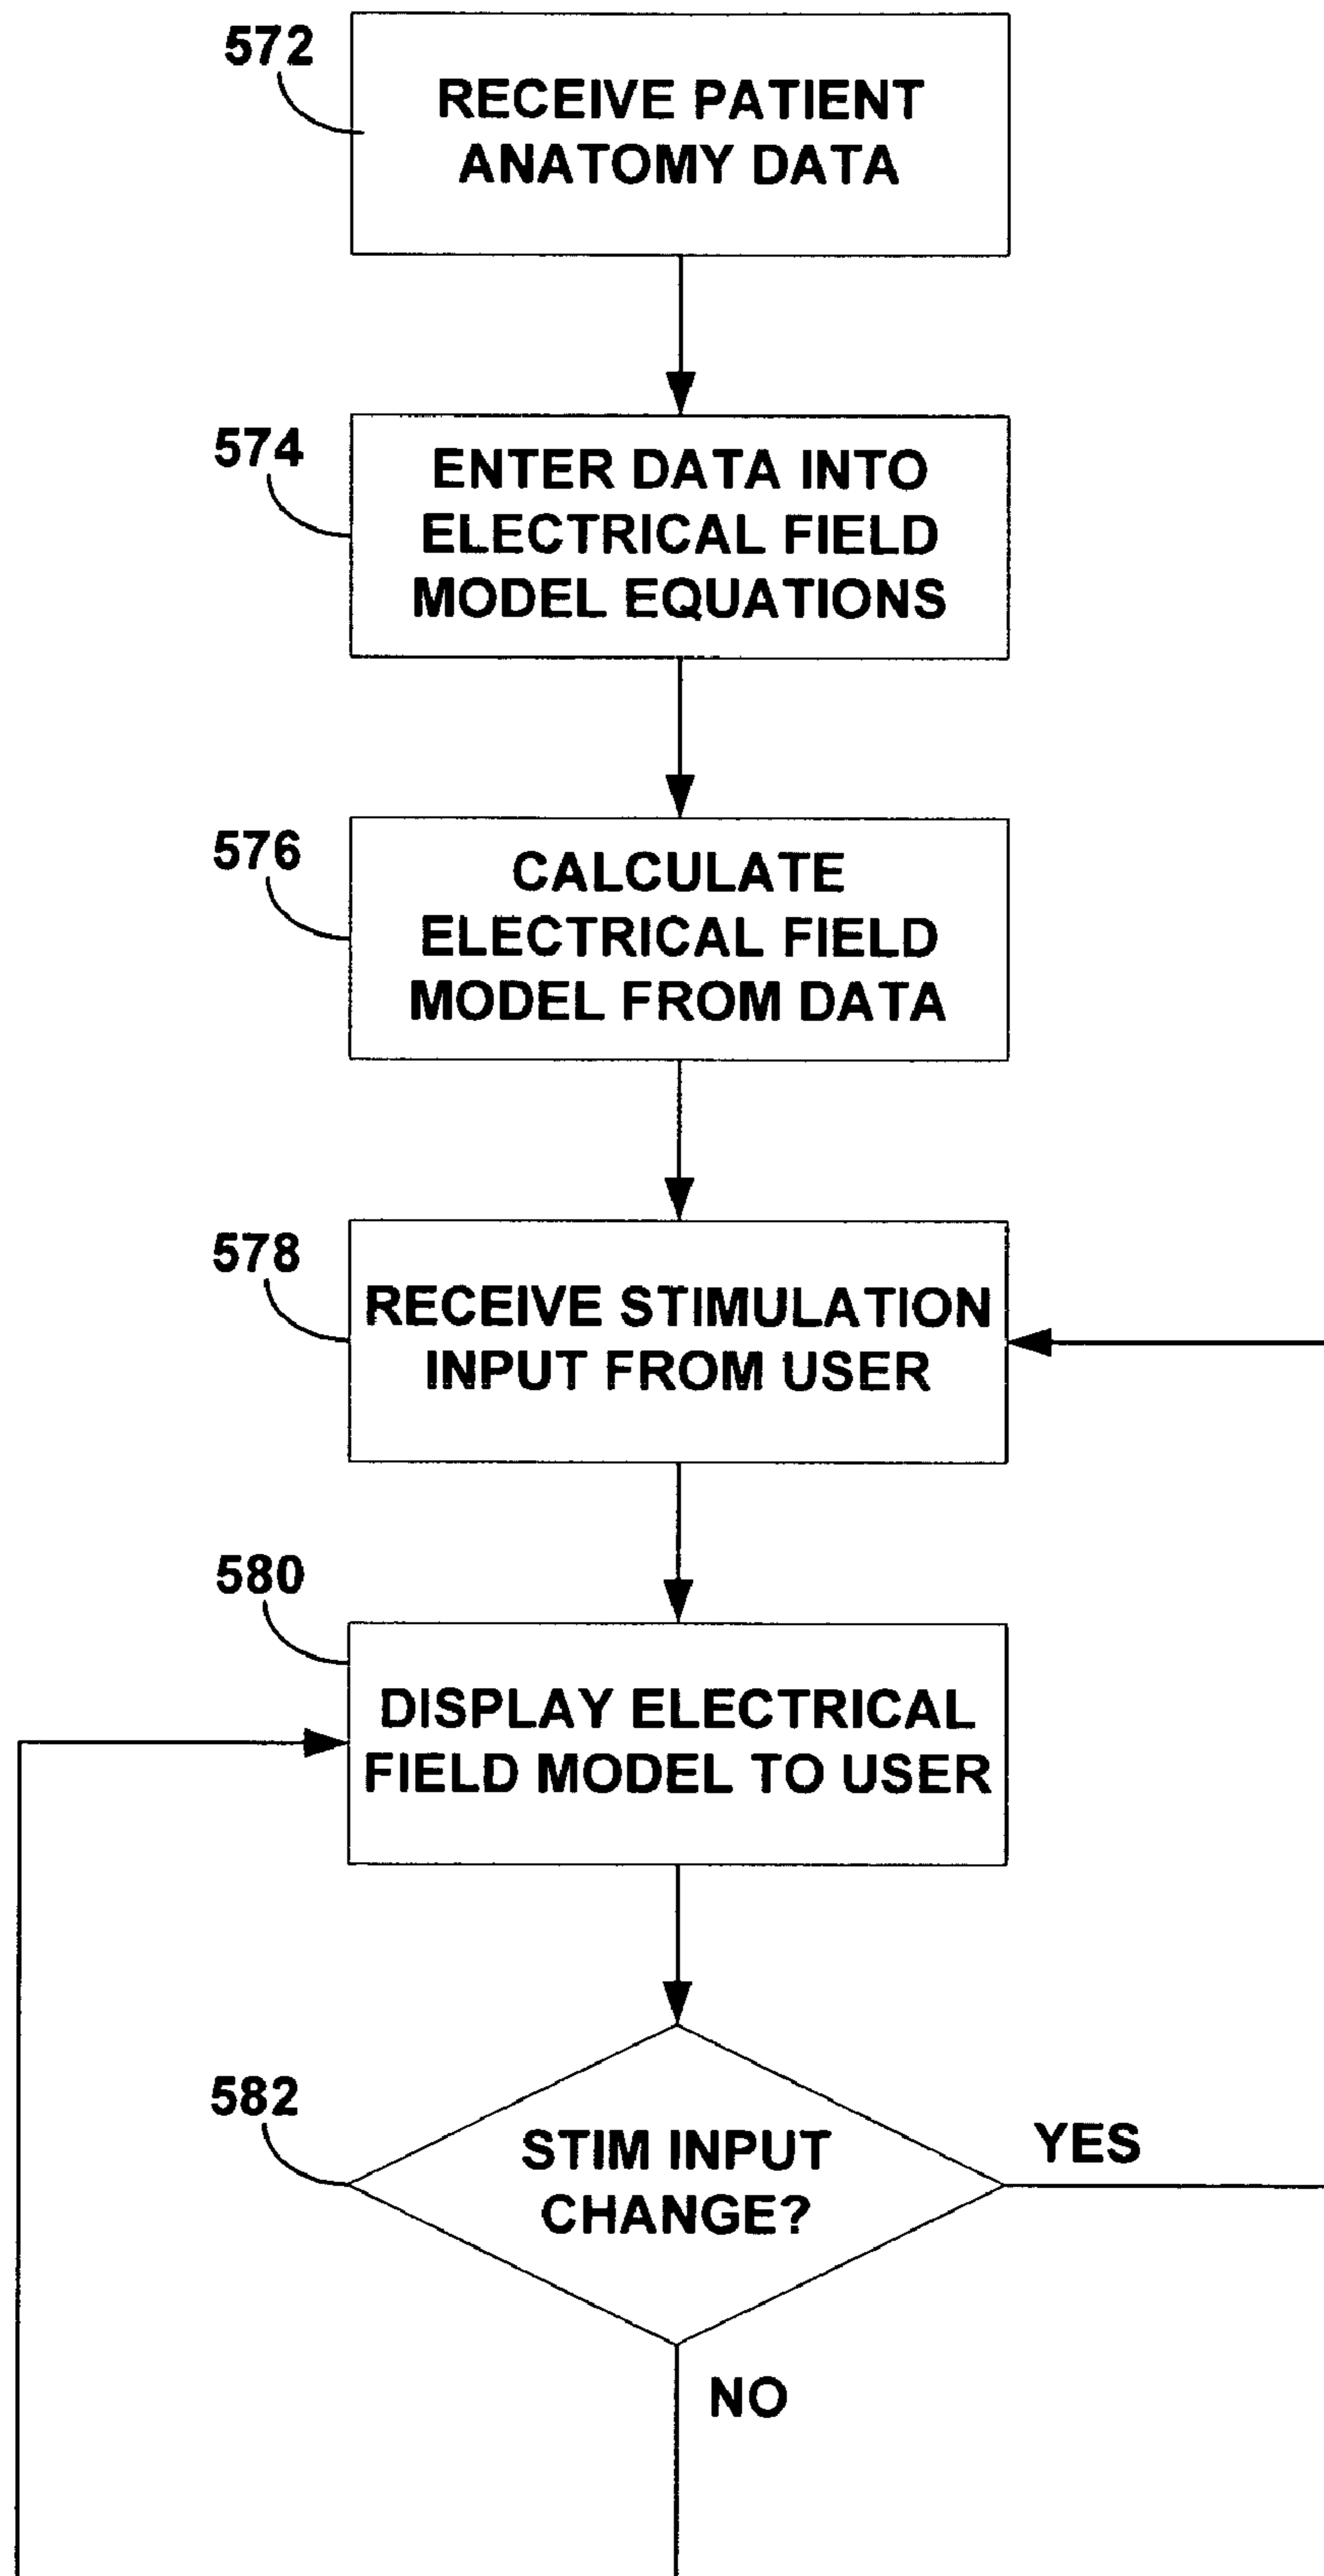 572
RECEIVE PATIENT
ANATOMY DATA
574
ENTER DATA INTO
ELECTRICAL FIELD
MODEL EQUATIONS
576
CALCULATE
ELECTRICAL FIELD
MODEL FROM DATA
578
RECEIVE STIMULATION
INPUT FROM USER
580
DISPLAY ELECTRICAL
FIELD MODEL TO USER
582
STIM INPUT
CHANGE?
YES
NO